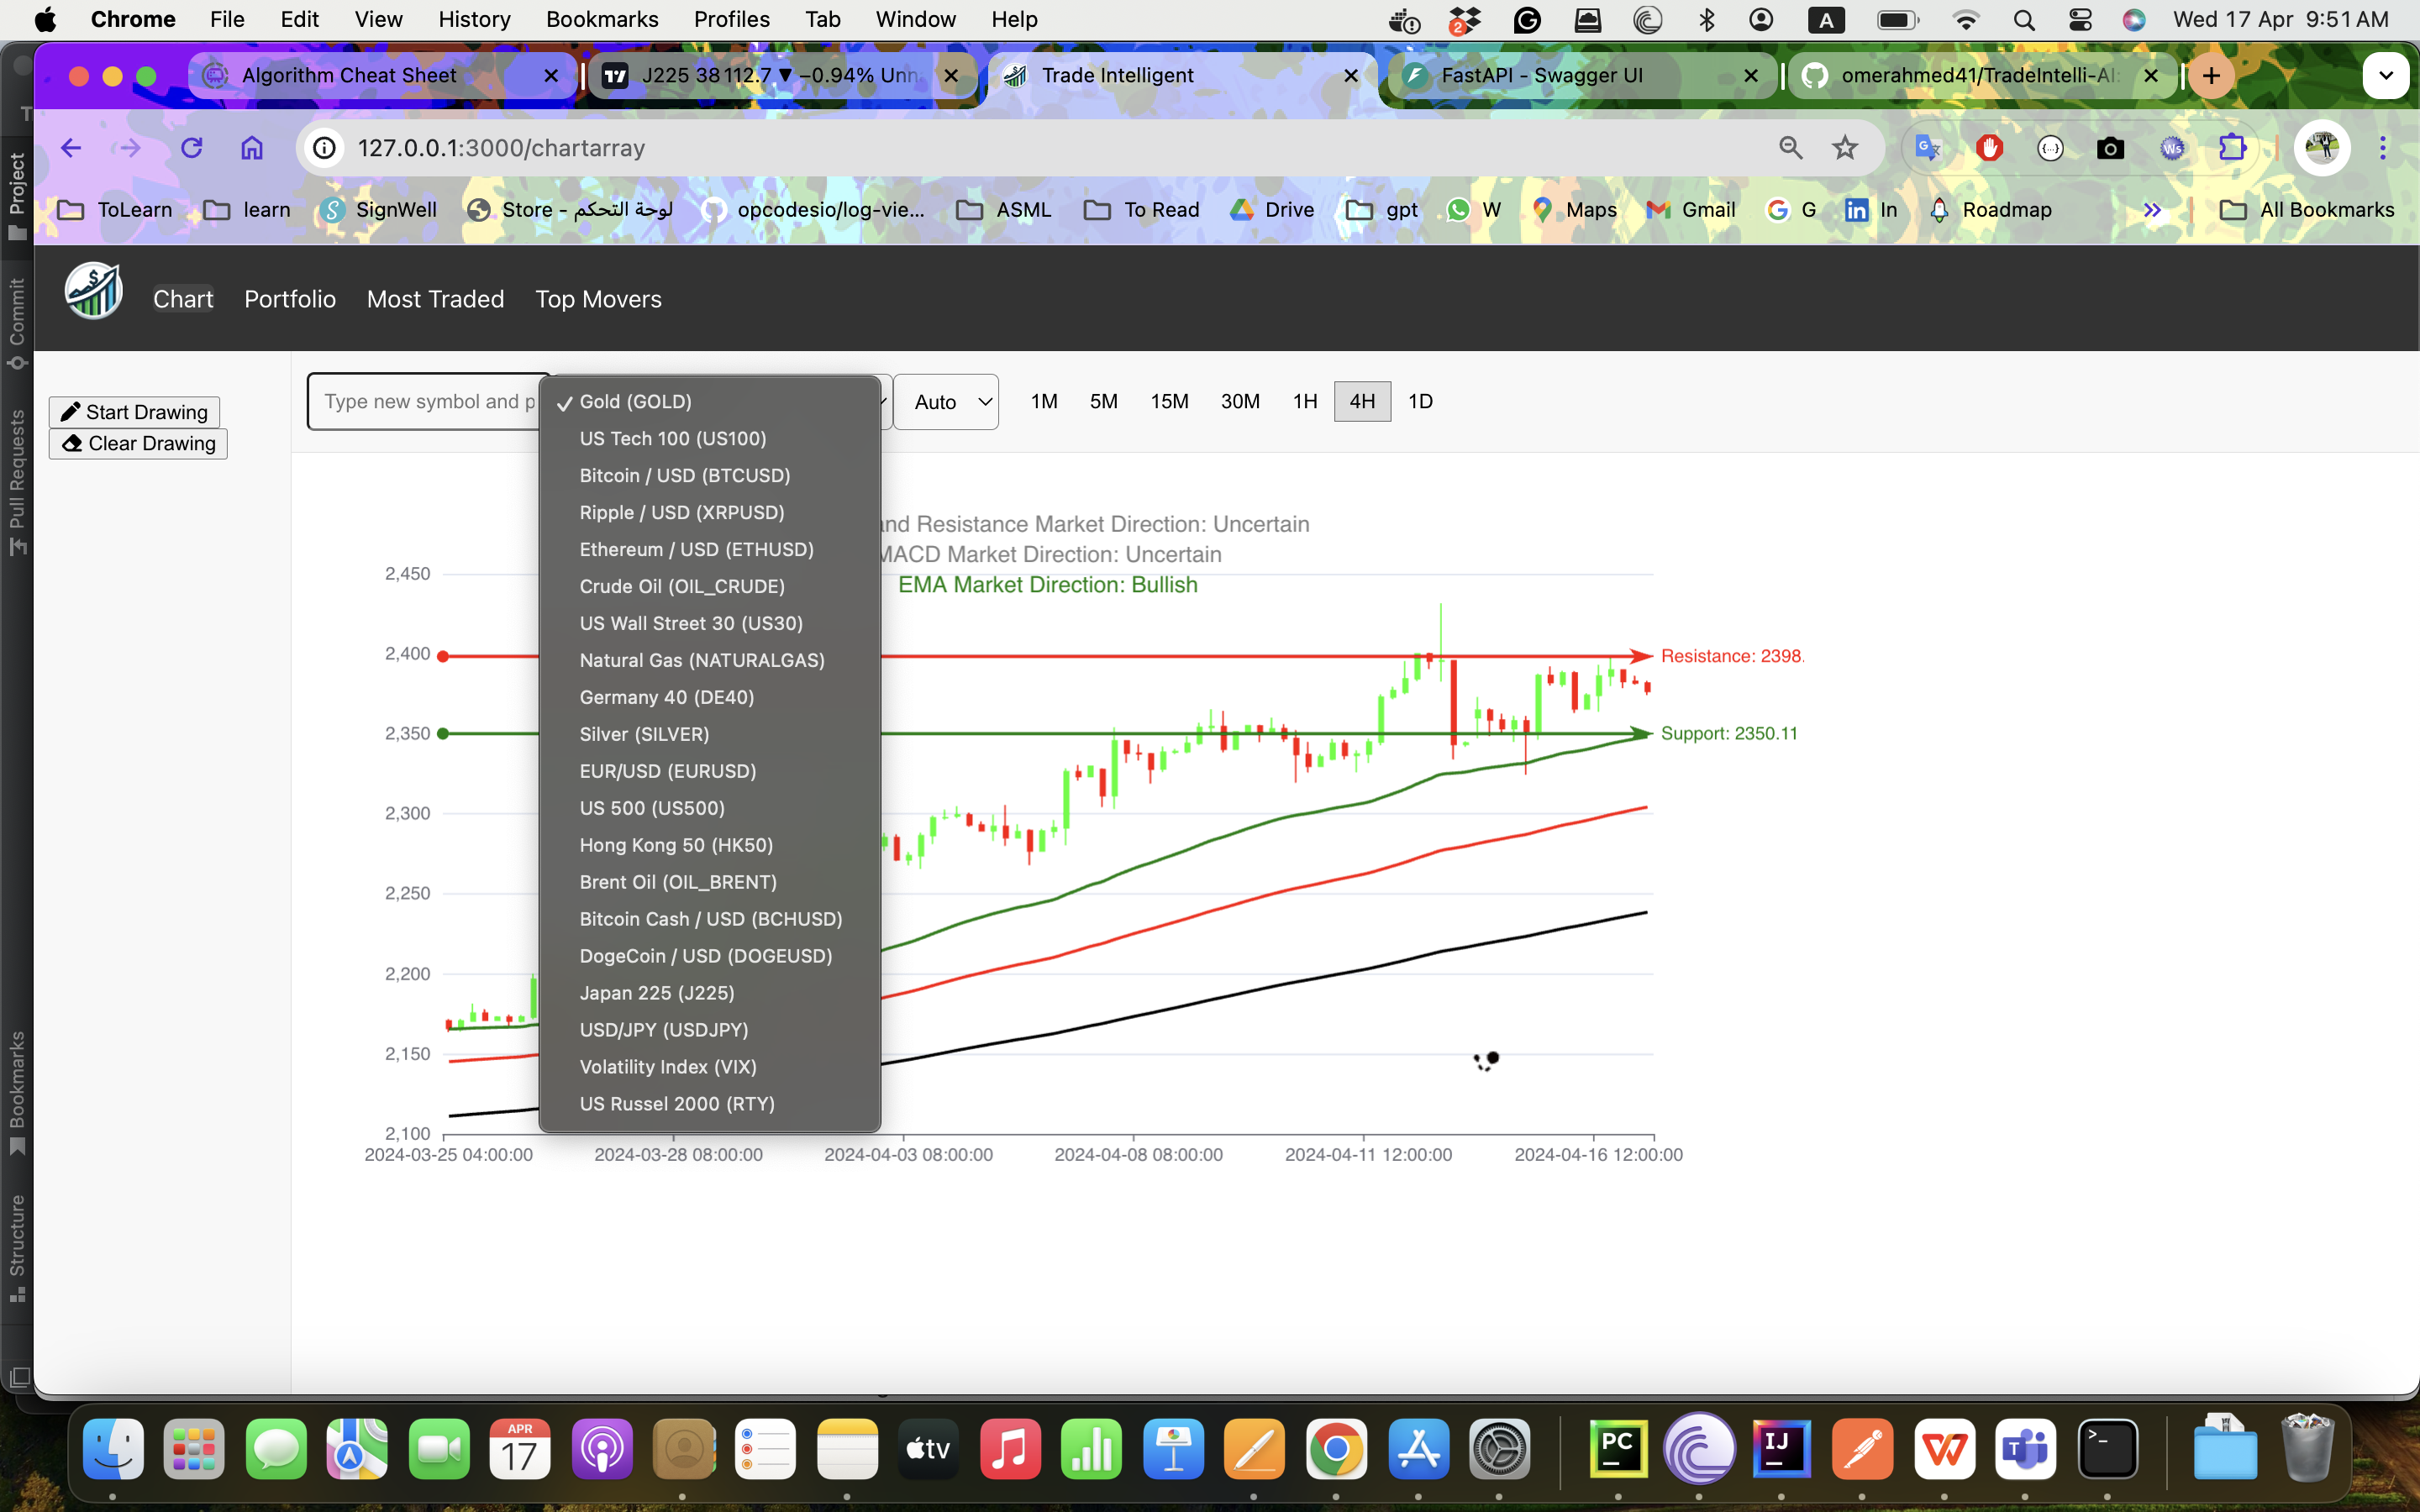 Chrome File Edit View History Bookmarks Profiles Tab Window Help 2 A Wed 17 Apr 9:51 AM
Algorithm Cheat Sheet J225 38 112.7 ▼ −0.94% Unn Trade Intelligent FastAPI - Swagger UI omerahmed41/TradeIntelli-AI:
127.0.0.1:3000/chartarray Ws
ToLearn learn SignWell Store - لوحة التحكم opcodesio/log-vie... ASML To Read Drive gpt W Maps Gmail G In Roadmap All Bookmarks
Project
Commit
Pull Requests
Bookmarks
Structure
Chart Portfolio Most Traded Top Movers
Start Drawing
Clear Drawing
Type new symbol and p
Auto 1M 5M 15M 30M 1H 4H 1D
✓ Gold (GOLD)
US Tech 100 (US100)
Bitcoin / USD (BTCUSD)
Ripple / USD (XRPUSD)
Ethereum / USD (ETHUSD)
Crude Oil (OIL_CRUDE)
US Wall Street 30 (US30)
Natural Gas (NATURALGAS)
Germany 40 (DE40)
Silver (SILVER)
EUR/USD (EURUSD)
US 500 (US500)
Hong Kong 50 (HK50)
Brent Oil (OIL_BRENT)
Bitcoin Cash / USD (BCHUSD)
DogeCoin / USD (DOGEUSD)
Japan 225 (J225)
USD/JPY (USDJPY)
Volatility Index (VIX)
US Russel 2000 (RTY)
and Resistance Market Direction: Uncertain
MACD Market Direction: Uncertain
EMA Market Direction: Bullish
2,450
2,400
2,350
2,300
2,250
2,200
2,150
2,100
Resistance: 2398.
Support: 2350.11
2024-03-25 04:00:00 2024-03-28 08:00:00 2024-04-03 08:00:00 2024-04-08 08:00:00 2024-04-11 12:00:00 2024-04-16 12:00:00
APR
17
tv
PC
IJ
T